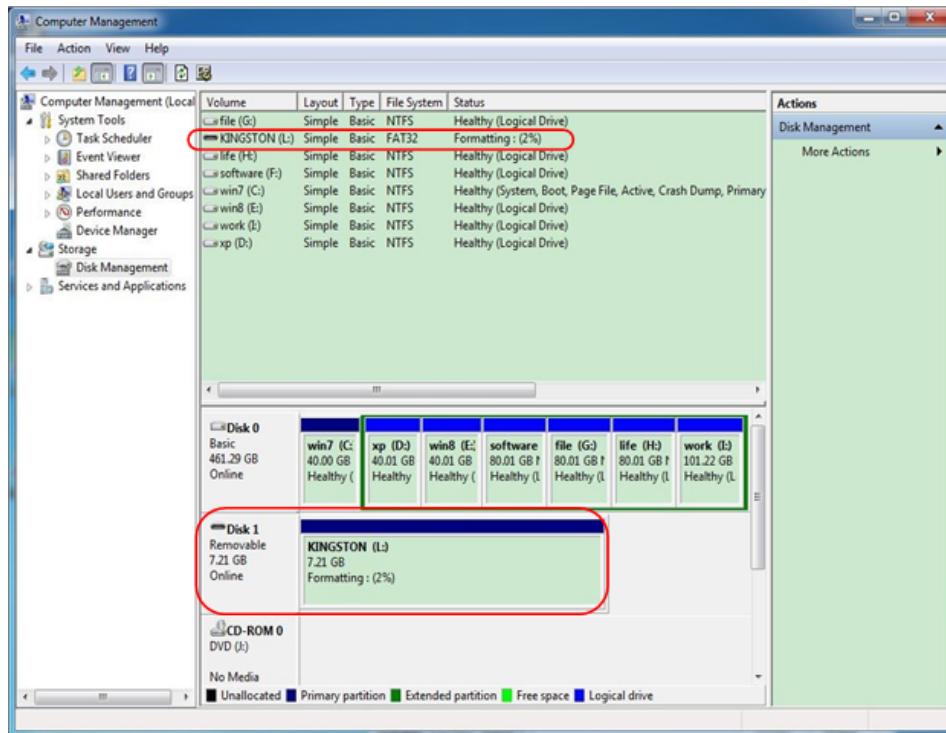 Computer Management
File Action View Help
Computer Management (Local
System Tools
Task Scheduler
Event Viewer
Shared Folders
Local Users and Groups
Performance
Device Manager
Storage
Disk Management
Services and Applications
Volume Layout Type File System Status
file (G:) Simple Basic NTFS Healthy (Logical Drive)
KINGSTON (L:) Simple Basic FAT32 Formatting : (2%)
life (H:) Simple Basic NTFS Healthy (Logical Drive)
software (F:) Simple Basic NTFS Healthy (Logical Drive)
win7 (C:) Simple Basic NTFS Healthy (System, Boot, Page File, Active, Crash Dump, Primary
win8 (E:) Simple Basic NTFS Healthy (Logical Drive)
work (I:) Simple Basic NTFS Healthy (Logical Drive)
xp (D:) Simple Basic NTFS Healthy (Logical Drive)
Disk 0
Basic
461.29 GB
Online
win7 (C: xp (D:) win8 (E: software file (G:) life (H:) work (I:)
40.00 GB 40.01 GB 40.01 GB 80.01 GB 80.01 GB 80.01 GB 101.22 GB
Healthy ( Healthy Healthy ( Healthy (L Healthy (L Healthy (L Healthy (L
Disk 1
Removable
7.21 GB
Online
KINGSTON (L:)
7.21 GB
Formatting : (2%)
CD-ROM 0
DVD (J:)
No Media
Unallocated Primary partition Extended partition Free space Logical drive
Actions
Disk Management
More Actions